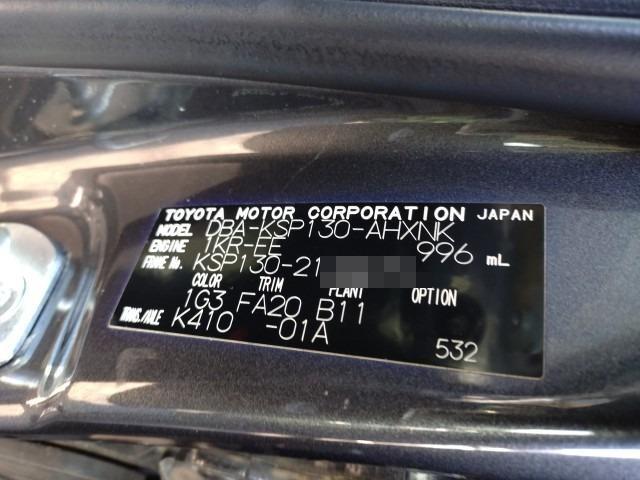 TOYOTA MOTOR CORPORATION JAPAN
MODEL DBA-KSP130-AHXNK
ENGINE 1KR-FE 996 mL
FRAME No. KSP130-21
COLOR TRIM PLANT OPTION
1G3 FA20 B11
TRANS./AXLE K410 -01A
532